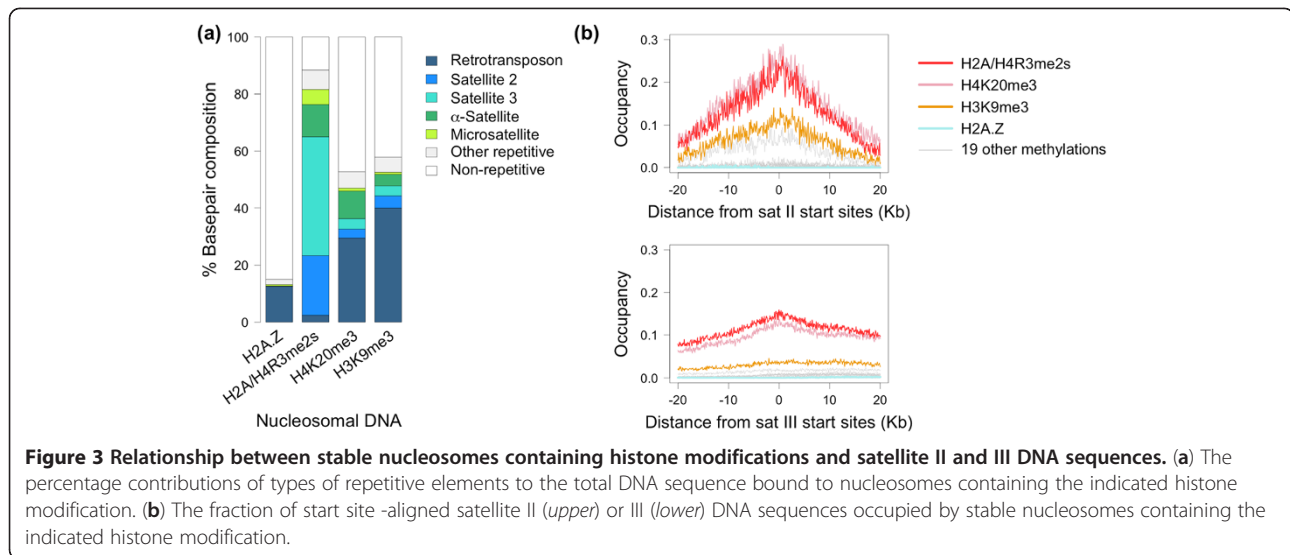 (a)
100
80
60
40
20
0
% Basepair composition
H2A.Z
H2A/H4R3me2s
H4K20me3
H3K9me3
Nucleosomal DNA
Retrotransposon
Satellite 2
Satellite 3
α-Satellite
Microsatellite
Other repetitive
Non-repetitive
(b)
0.3
0.2
0.1
0.0
Occupancy
-20 -10 0 10 20
Distance from sat II start sites (Kb)
0.3
0.2
0.1
0.0
Occupancy
-20 -10 0 10 20
Distance from sat III start sites (Kb)
H2A/H4R3me2s
H4K20me3
H3K9me3
H2A.Z
19 other methylations
Figure 3 Relationship between stable nucleosomes containing histone modifications and satellite II and III DNA sequences. (a) The
percentage contributions of types of repetitive elements to the total DNA sequence bound to nucleosomes containing the indicated histone
modification. (b) The fraction of start site -aligned satellite II (upper) or III (lower) DNA sequences occupied by stable nucleosomes containing the
indicated histone modification.